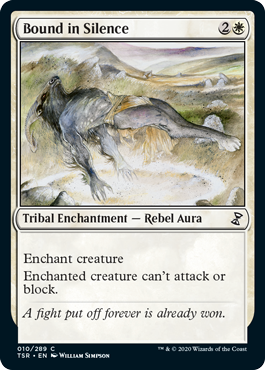 Bound in Silence 2
Tribal Enchantment — Rebel Aura
Enchant creature
Enchanted creature can't attack or
block.
A fight put off forever is already won.
010/289 C
TSR • EN WILLIAM SIMPSON ™ & © 2020 Wizards of the Coast